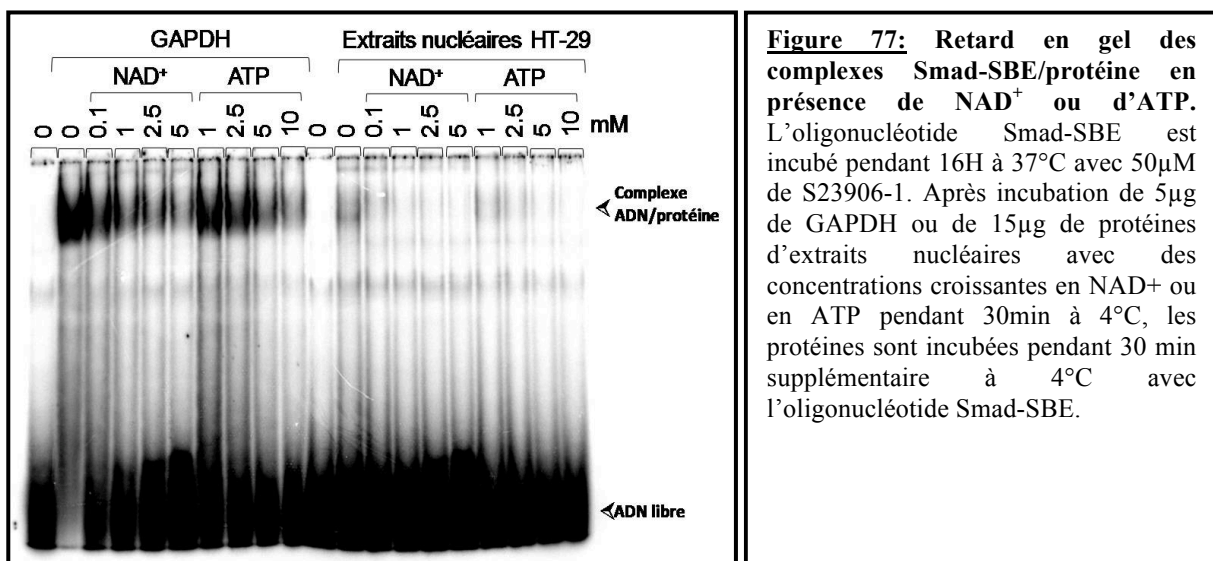 GAPDH
Extraits nucléaires HT-29
NAD⁺ ATP NAD⁺ ATP
0 0 0.1 1 2.5 5 1 2.5 5 10 0 0 0.1 1 2.5 5 1 2.5 5 10 mM
Complexe
ADN/protéine
ADN libre
Figure 77: Retard en gel des
complexes Smad-SBE/protéine en
présence de NAD⁺ ou d’ATP.
L’oligonucléotide Smad-SBE est
incubé pendant 16H à 37°C avec 50µM
de S23906-1. Après incubation de 5µg
de GAPDH ou de 15µg de protéines
d’extraits nucléaires avec des
concentrations croissantes en NAD+ ou
en ATP pendant 30min à 4°C, les
protéines sont incubées pendant 30 min
supplémentaire à 4°C avec
l’oligonucléotide Smad-SBE.